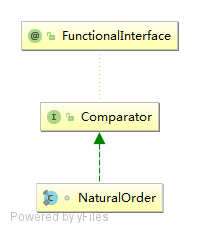 @ FunctionalInterface
I Comparator
C NaturalOrder
Powered by yFiles